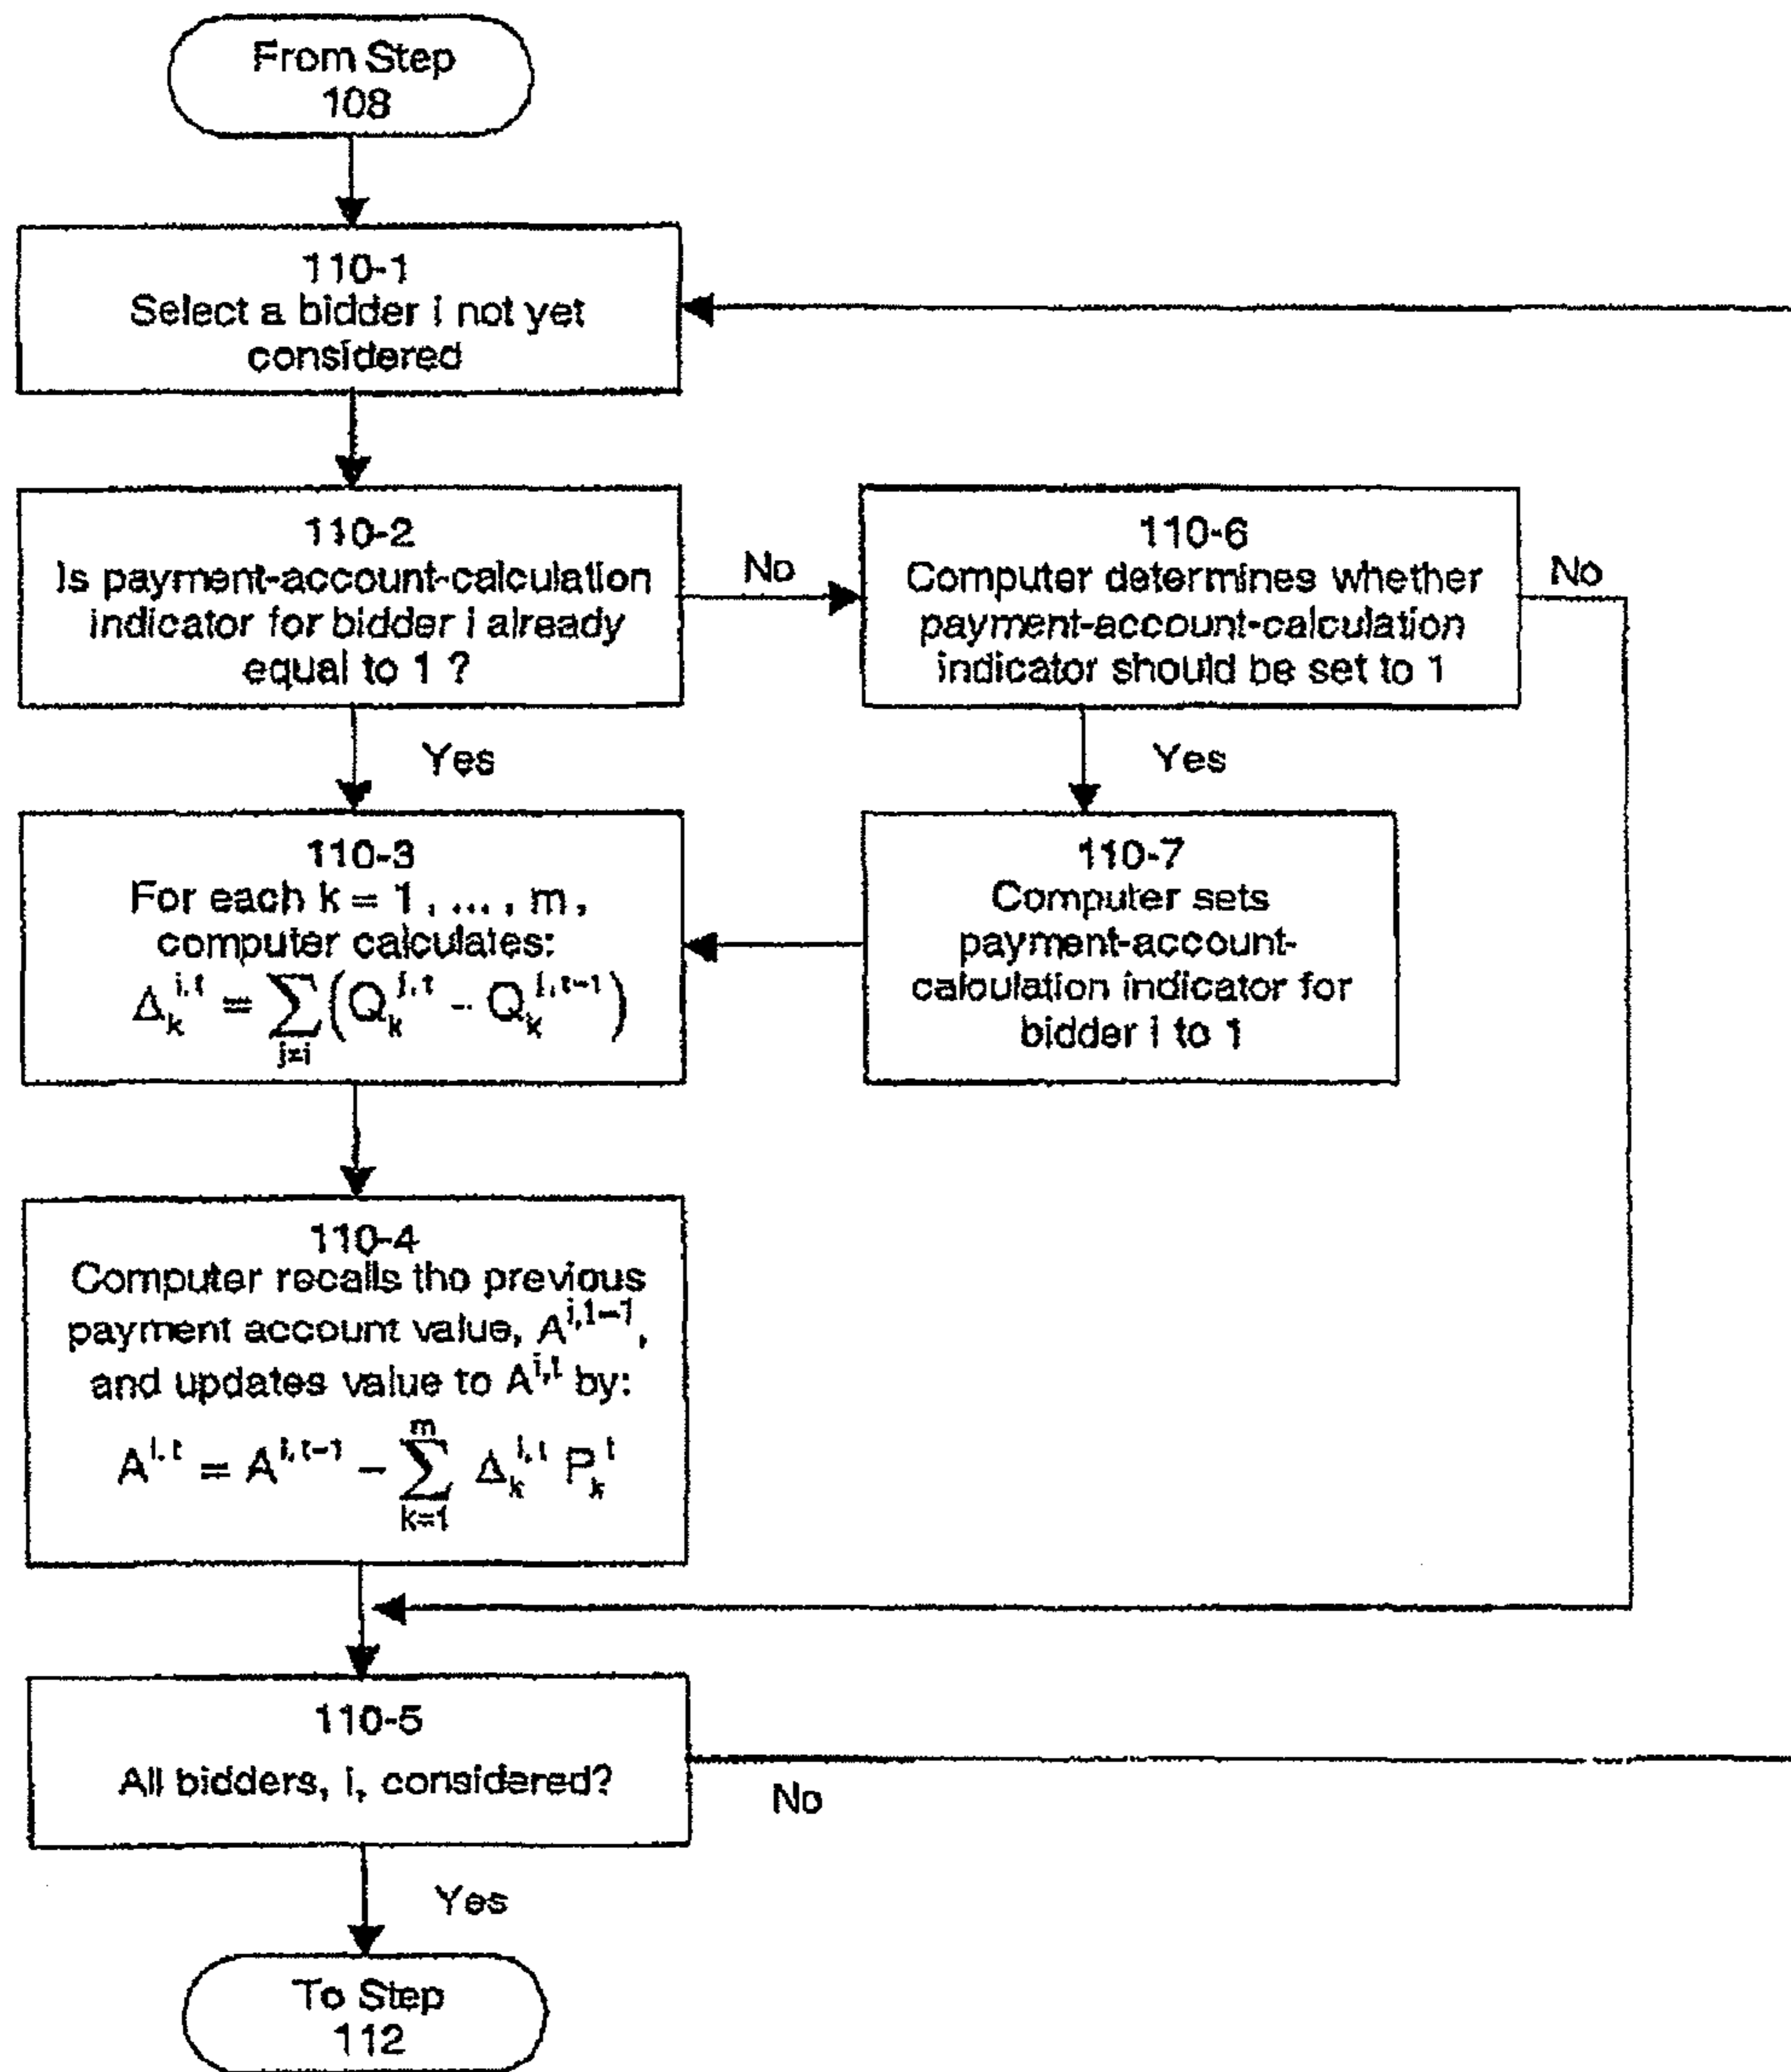 From Step
108
110-1
Select a bidder i not yet
considered
110-2
Is payment-account-calculation
indicator for bidder i already
equal to 1 ?
No
110-6
Computer determines whether
payment-account-calculation
indicator should be set to 1
No
Yes
Yes
110-3
For each k = 1 , ... , m ,
computer calculates:
Δ_k^{i,t} = ∑_{j≠i} (Q_k^{j,t} − Q_k^{j,t−1})
110-7
Computer sets
payment-account-
calculation indicator for
bidder i to 1
110-4
Computer recalls the previous
payment account value, A^{i,t−1},
and updates value to A^{i,t} by:
A^{i,t} = A^{i,t−1} − ∑_{k=1}^{m} Δ_k^{i,t} P_k^t
110-5
All bidders, i, considered?
No
Yes
To Step
112